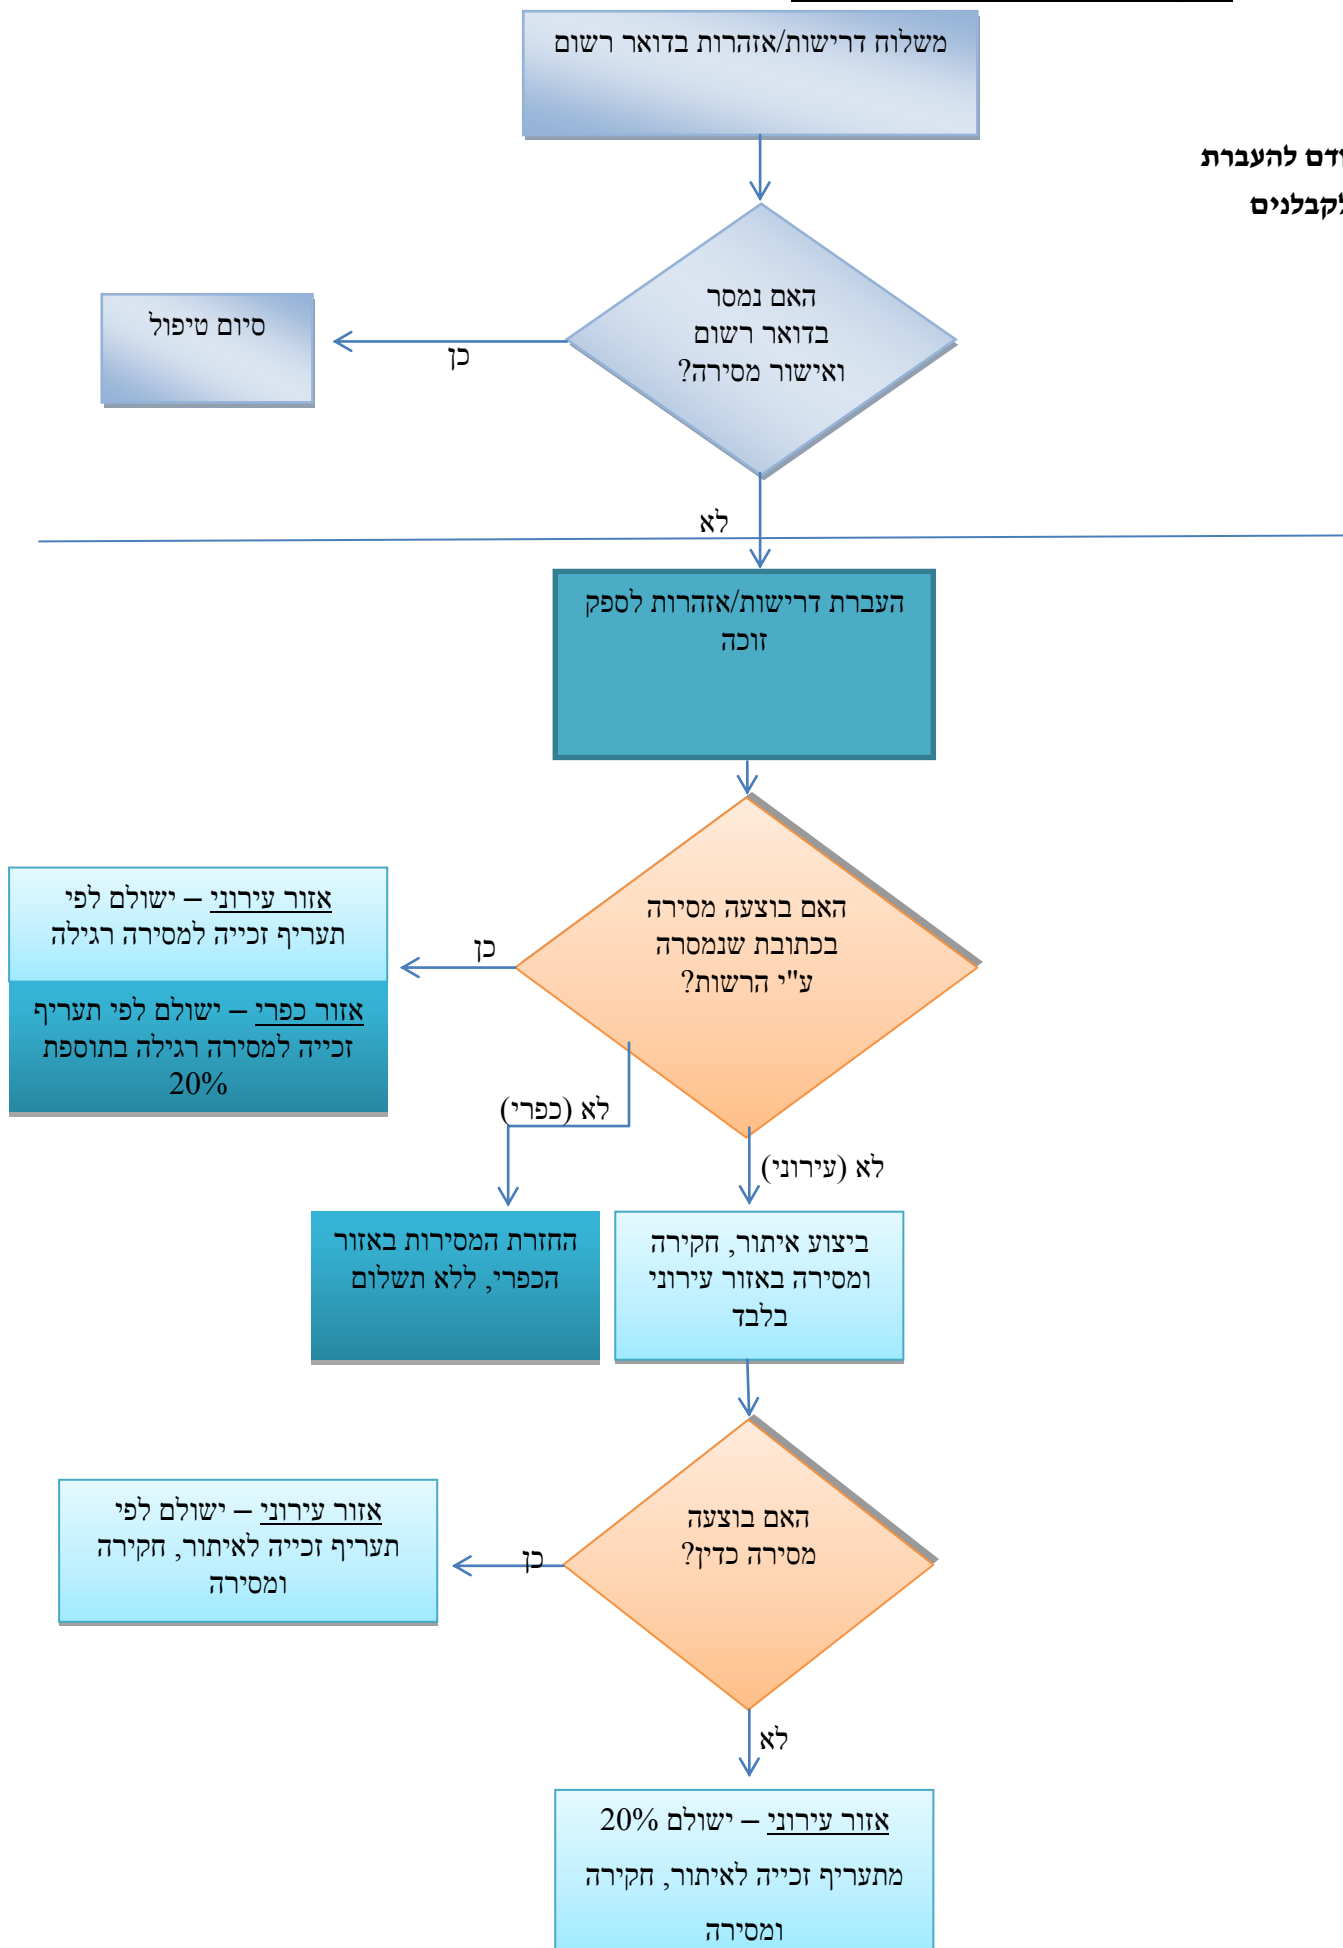 משלוח דרישות/אזהרות בדואר רשום
להעברת
האם נמסר
בדואר רשום
ואישור מסירה?
סיום טיפול
כן
לא
העברת דרישות/אזהרות לספק
זוכה
האם בוצעה מסירה
בכתובת שנמסרה
ע"י הרשות?
כן
אזור עירוני – ישולם לפי
תעריף זכייה למסירה רגילה
אזור כפרי – ישולם לפי תעריף
זכייה למסירה רגילה בתוספת
20%
לא (כפרי)
לא (עירוני)
החזרת המסירות באזור
הכפרי, ללא תשלום
ביצוע איתור, חקירה
ומסירה באזור עירוני
בלבד
האם בוצעה
מסירה כדין?
כן
אזור עירוני – ישולם לפי
תעריף זכייה לאיתור, חקירה
ומסירה
לא
אזור עירוני – ישולם 20%
מתעריף זכייה לאיתור, חקירה
ומסירה